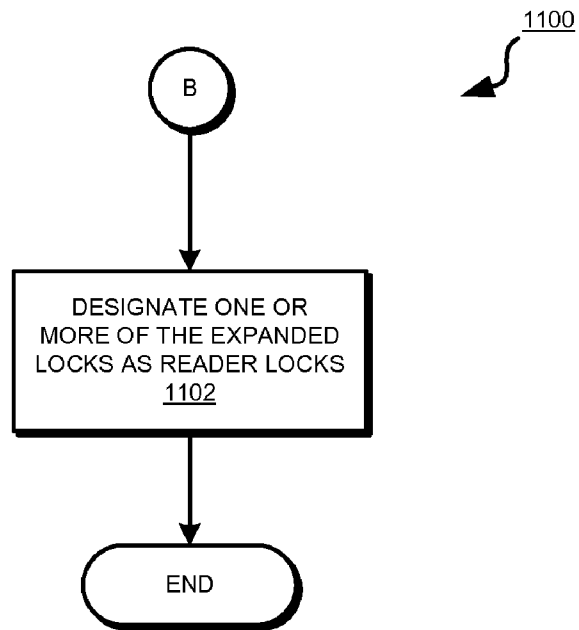 1100
B
DESIGNATE ONE OR
MORE OF THE EXPANDED
LOCKS AS READER LOCKS
1102
END